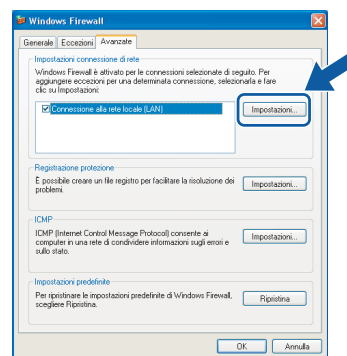 Windows Firewall
Generale Eccezioni Avanzate
Impostazioni connessione di rete
Windows Firewall è attivato per le connessioni selezionate di seguito. Per
aggiungere eccezioni per una determinata connessione, selezionarla e fare
clic su Impostazioni:
Connessione alla rete locale (LAN)
Impostazioni...
Registrazione protezione
È possibile creare un file registro per facilitare la risoluzione dei
problemi.
Impostazioni...
ICMP
ICMP (Internet Control Message Protocol) consente ai
computer in una rete di condividere informazioni sugli errori e
sullo stato.
Impostazioni...
Impostazioni predefinite
Per ripristinare le impostazioni predefinite di Windows Firewall,
scegliere Ripristina.
Ripristina
OK Annulla